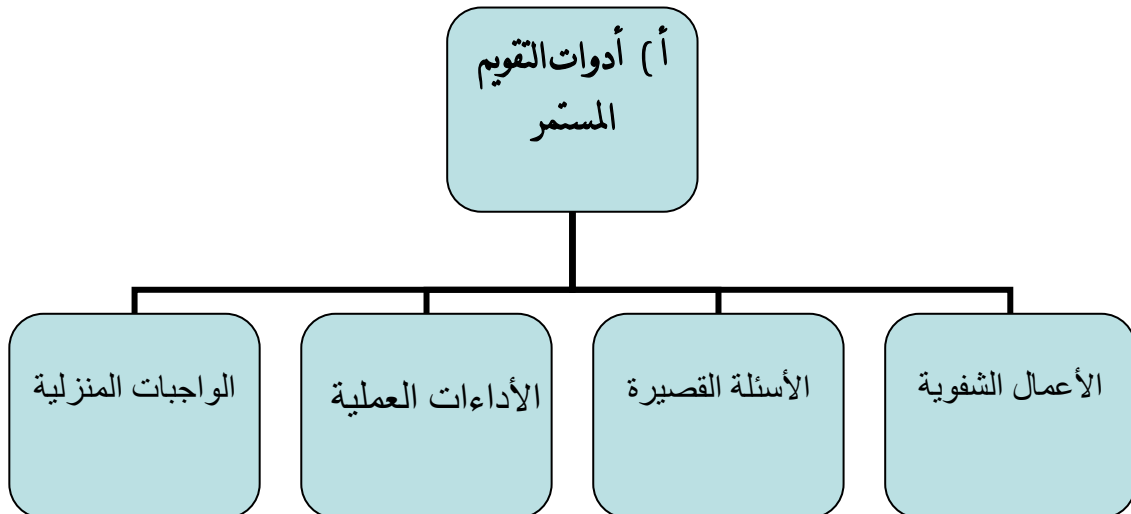 أ) أدوات التقويم
المستمر
الأعمال الشفوية
الأسئلة القصيرة
الأداءات العملية
الواجبات المنزلية